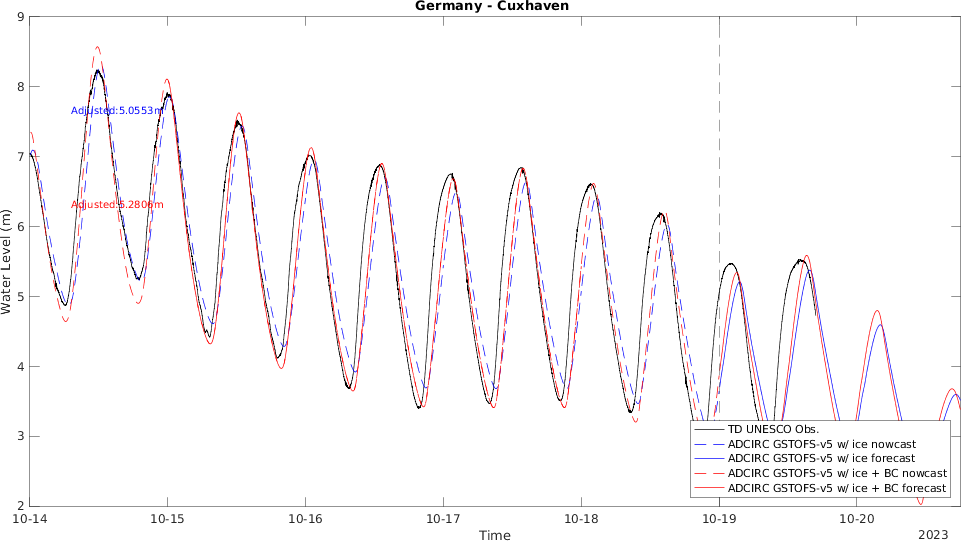 Germany - Cuxhaven
Water Level (m)
9
8
7
6
5
4
3
2
Adjusted:5.0553m
Adjusted:5.2806m
TD UNESCO Obs.
ADCIRC GSTOFS-v5 w/ ice nowcast
ADCIRC GSTOFS-v5 w/ ice forecast
ADCIRC GSTOFS-v5 w/ ice + BC nowcast
ADCIRC GSTOFS-v5 w/ ice + BC forecast
10-14 10-15 10-16 10-17 10-18 10-19 10-20
Time
2023